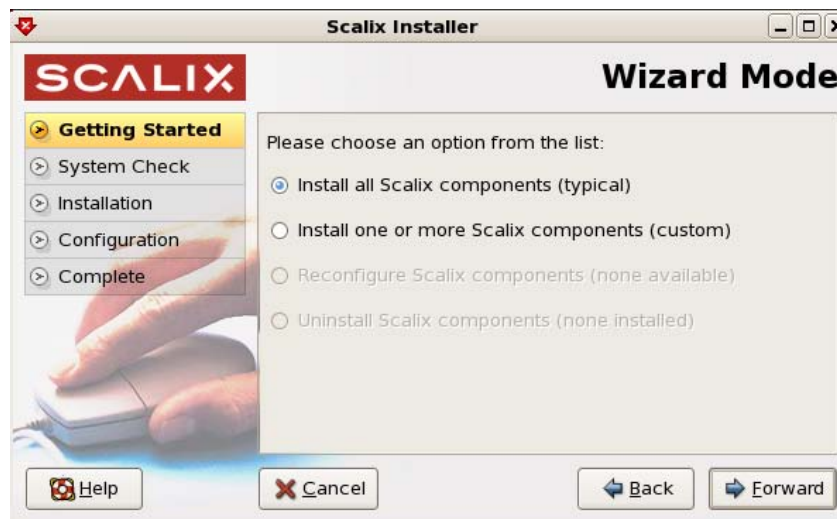 Scalix Installer
SCALIX
Wizard Mode
Getting Started
System Check
Installation
Configuration
Complete
Please choose an option from the list:
Install all Scalix components (typical)
Install one or more Scalix components (custom)
Reconfigure Scalix components (none available)
Uninstall Scalix components (none installed)
Help
Cancel
Back
Forward